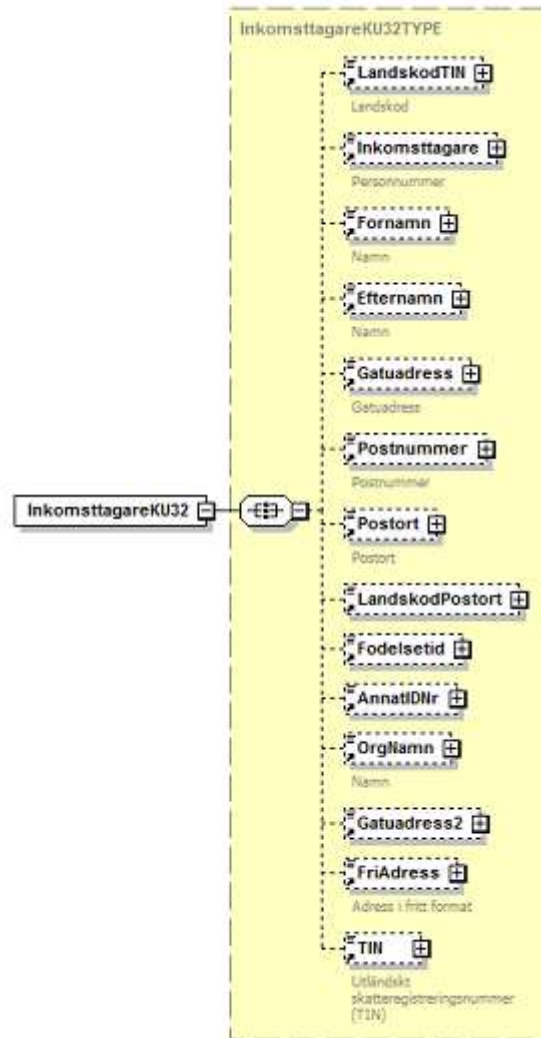 InkomsttagareKU32TYPE
LandskodTIN
Landskod
Inkomsttagare
Personnummer
Fornamn
Namn
Efternamn
Namn
Gatuadress
Gatuadress
Postnummer
Postnummer
InkomsttagareKU32
Postort
Postort
LandskodPostort
Fodelsetid
AnnatIDNr
OrgNamn
Namn
Gatuadress2
FriAdress
Adress i fritt format
TIN
Utländskt
skatteregistreringsnummer
(TIN)